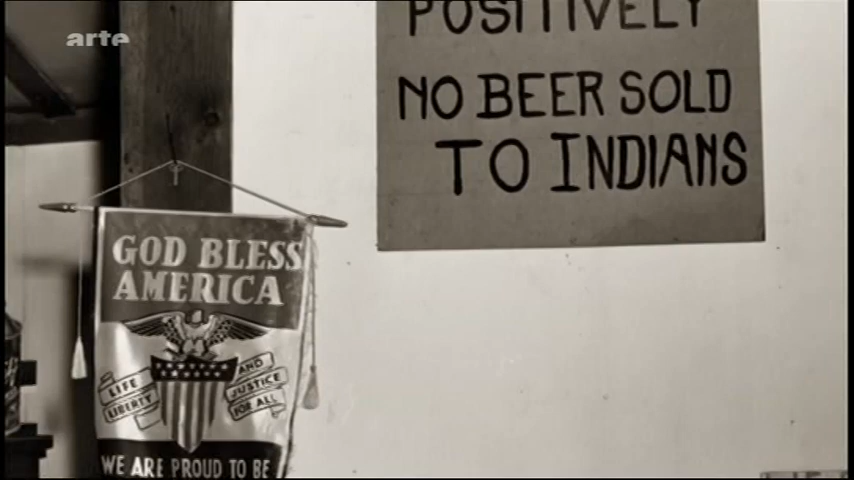 arte
POSITIVELY
NO BEER SOLD
TO INDIANS
GOD BLESS
AMERICA
LIFE
LIBERTY
AND
JUSTICE
FOR ALL
WE ARE PROUD TO BE